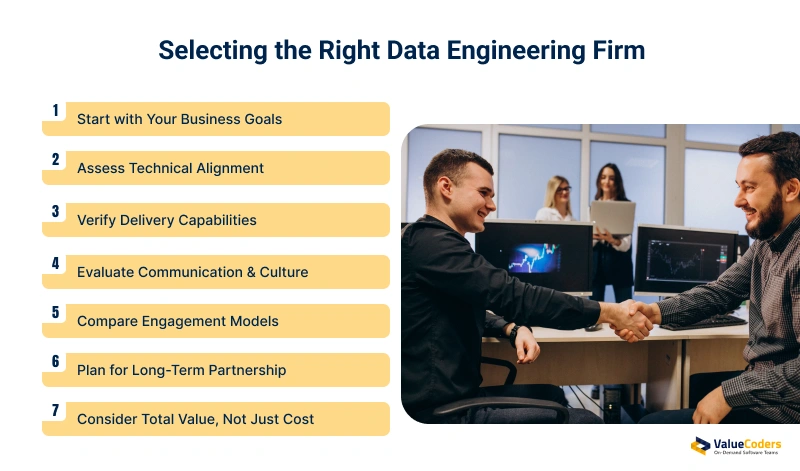 Selecting the Right Data Engineering Firm
1
Start with Your Business Goals
2
Assess Technical Alignment
3
Verify Delivery Capabilities
4
Evaluate Communication & Culture
5
Compare Engagement Models
6
Plan for Long-Term Partnership
7
Consider Total Value, Not Just Cost
ValueCoders
On-Demand Software Teams